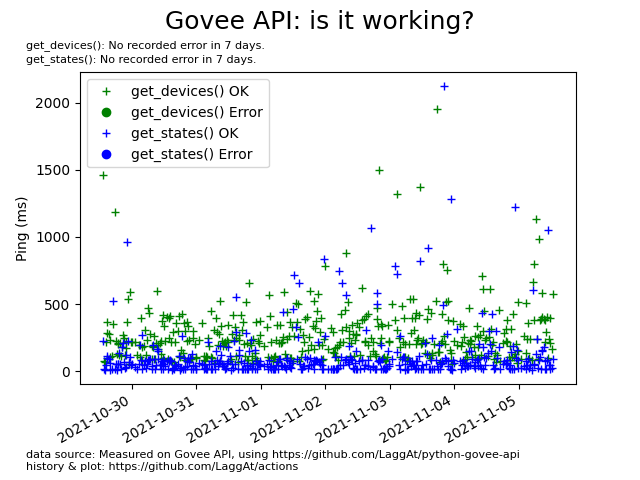 Govee API: is it working?
get_devices(): No recorded error in 7 days.
get_states(): No recorded error in 7 days.
get_devices() OK
get_devices() Error
get_states() OK
get_states() Error
Ping (ms)
2000
1500
1000
500
0
2021-10-30
2021-10-31
2021-11-01
2021-11-02
2021-11-03
2021-11-04
2021-11-05
data source: Measured on Govee API, using https://github.com/LaggAt/python-govee-api
history & plot: https://github.com/LaggAt/actions